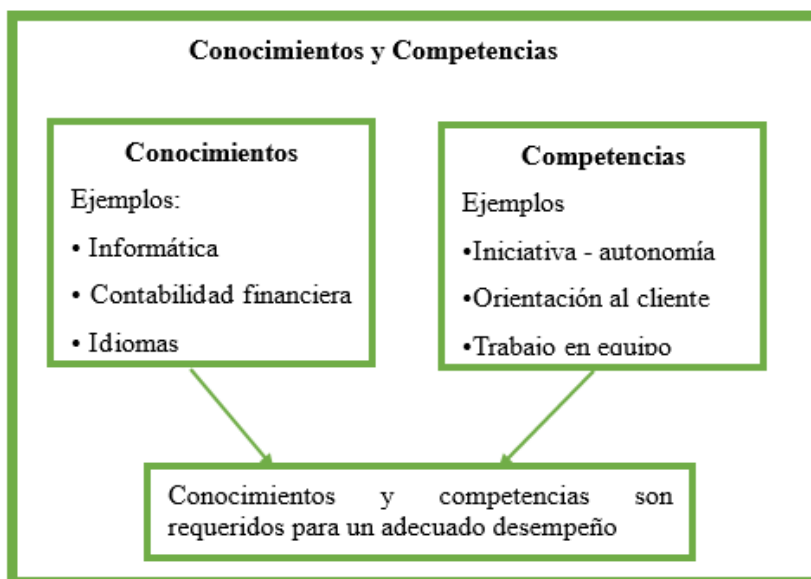 Conocimientos y Competencias
Conocimientos
Ejemplos:
• Informática
• Contabilidad financiera
• Idiomas
Competencias
Ejemplos
•Iniciativa - autonomía
•Orientación al cliente
•Trabajo en equipo
Conocimientos y competencias son
requeridos para un adecuado desempeño